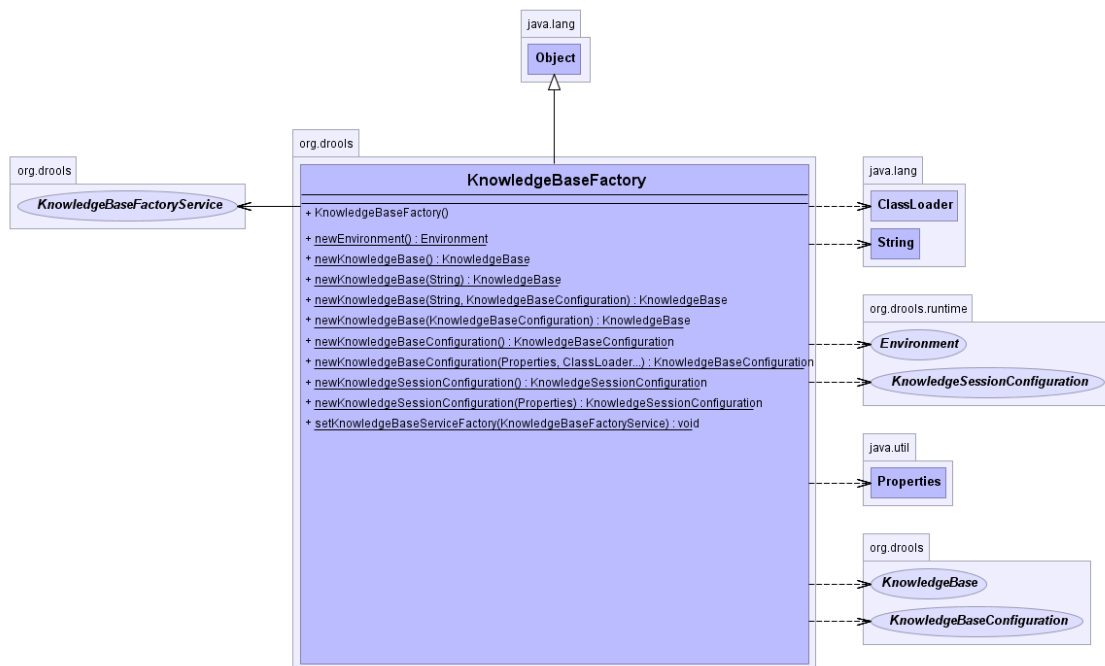 java.lang
Object
org.drools
KnowledgeBaseFactoryService
org.drools
KnowledgeBaseFactory
+ KnowledgeBaseFactory()
+ newEnvironment() : Environment
+ newKnowledgeBase() : KnowledgeBase
+ newKnowledgeBase(String) : KnowledgeBase
+ newKnowledgeBase(String, KnowledgeBaseConfiguration) : KnowledgeBase
+ newKnowledgeBase(KnowledgeBaseConfiguration) : KnowledgeBase
+ newKnowledgeBaseConfiguration() : KnowledgeBaseConfiguration
+ newKnowledgeBaseConfiguration(Properties, ClassLoader...) : KnowledgeBaseConfiguration
+ newKnowledgeSessionConfiguration() : KnowledgeSessionConfiguration
+ newKnowledgeSessionConfiguration(Properties) : KnowledgeSessionConfiguration
+ setKnowledgeBaseServiceFactory(KnowledgeBaseFactoryService) : void
java.lang
ClassLoader
String
org.drools.runtime
Environment
KnowledgeSessionConfiguration
java.util
Properties
org.drools
KnowledgeBase
KnowledgeBaseConfiguration